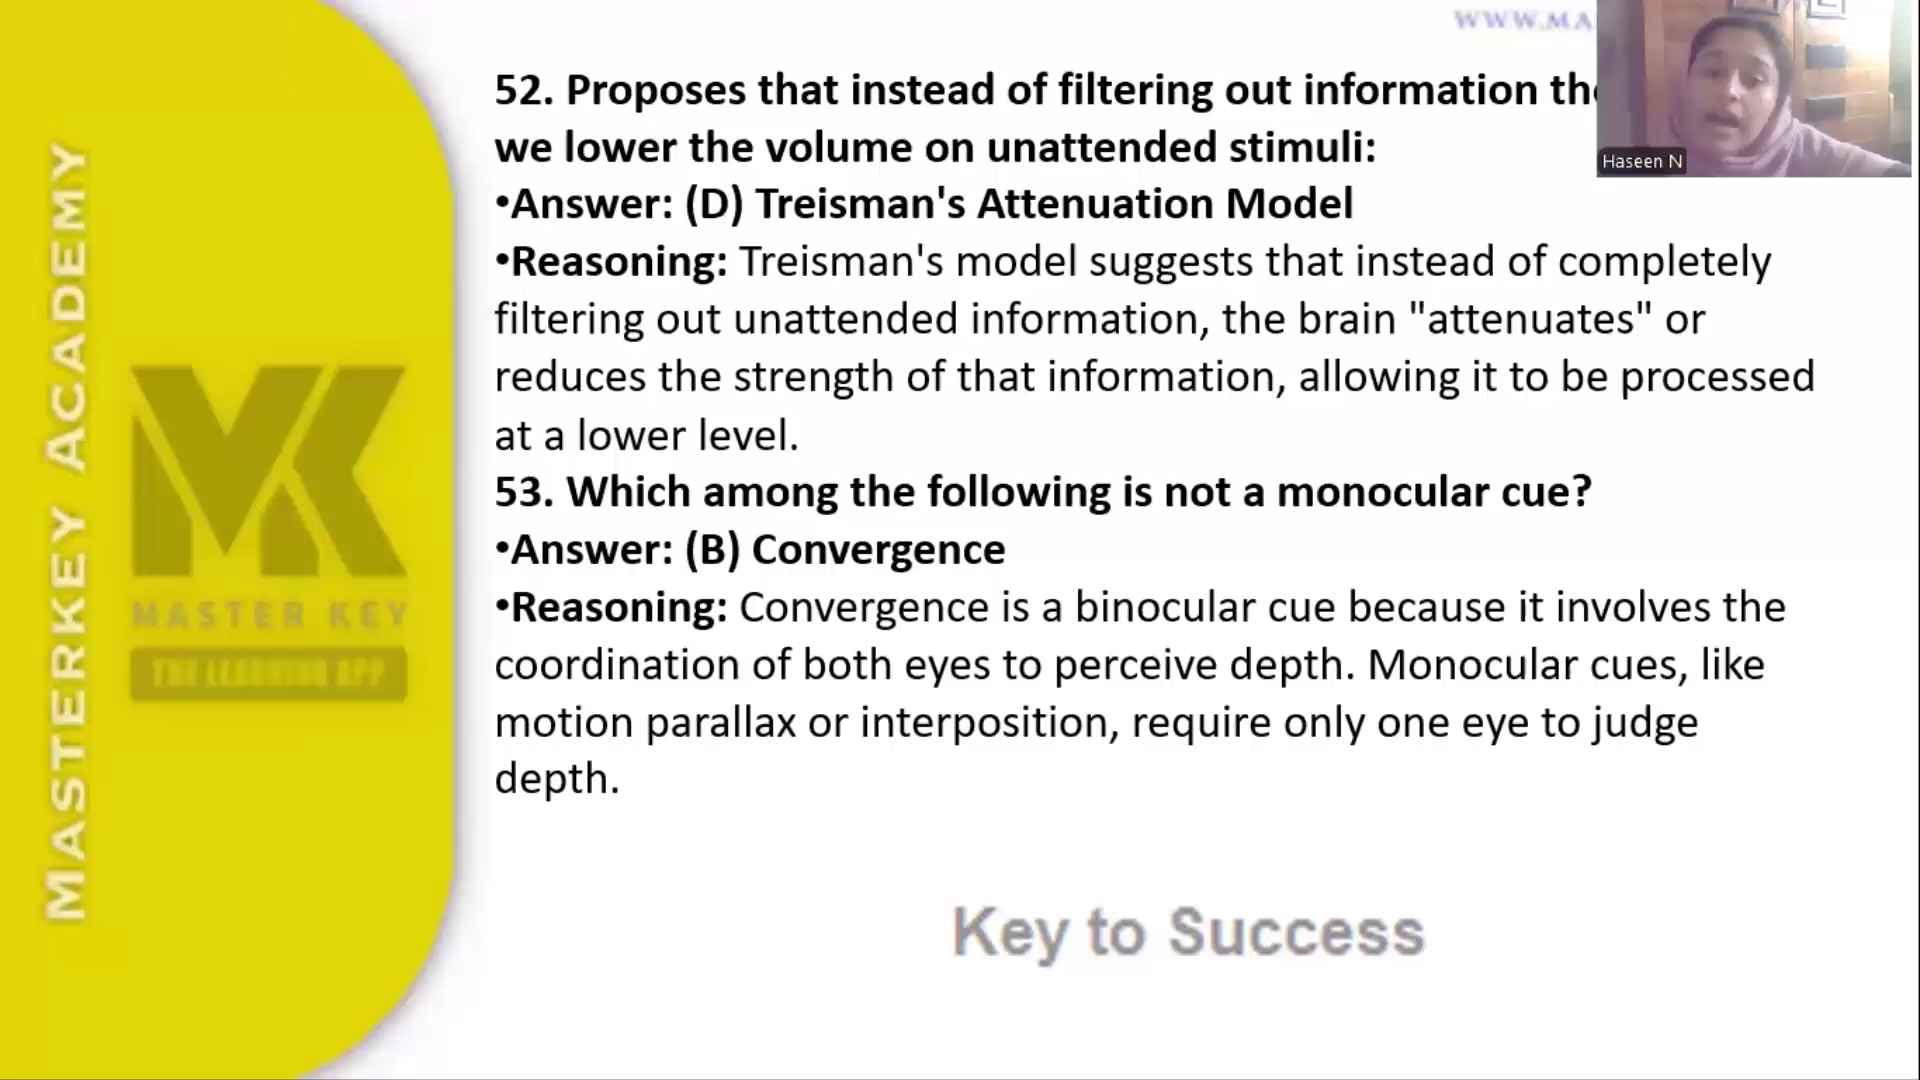 WWW.MA
52. Proposes that instead of filtering out information
we lower the volume on unattended stimuli:
•Answer: (D) Treisman's Attenuation Model
•Reasoning: Treisman's model suggests that instead of completely
filtering out unattended information, the brain "attenuates" or
reduces the strength of that information, allowing it to be processed
at a lower level.
53. Which among the following is not a monocular cue?
•Answer: (B) Convergence
•Reasoning: Convergence is a binocular cue because it involves the
coordination of both eyes to perceive depth. Monocular cues, like
motion parallax or interposition, require only one eye to judge
depth.
Key to Success
MASTERKEY ACADEMY
MK
MASTER KEY
THE LEARNING APP
Haseen N